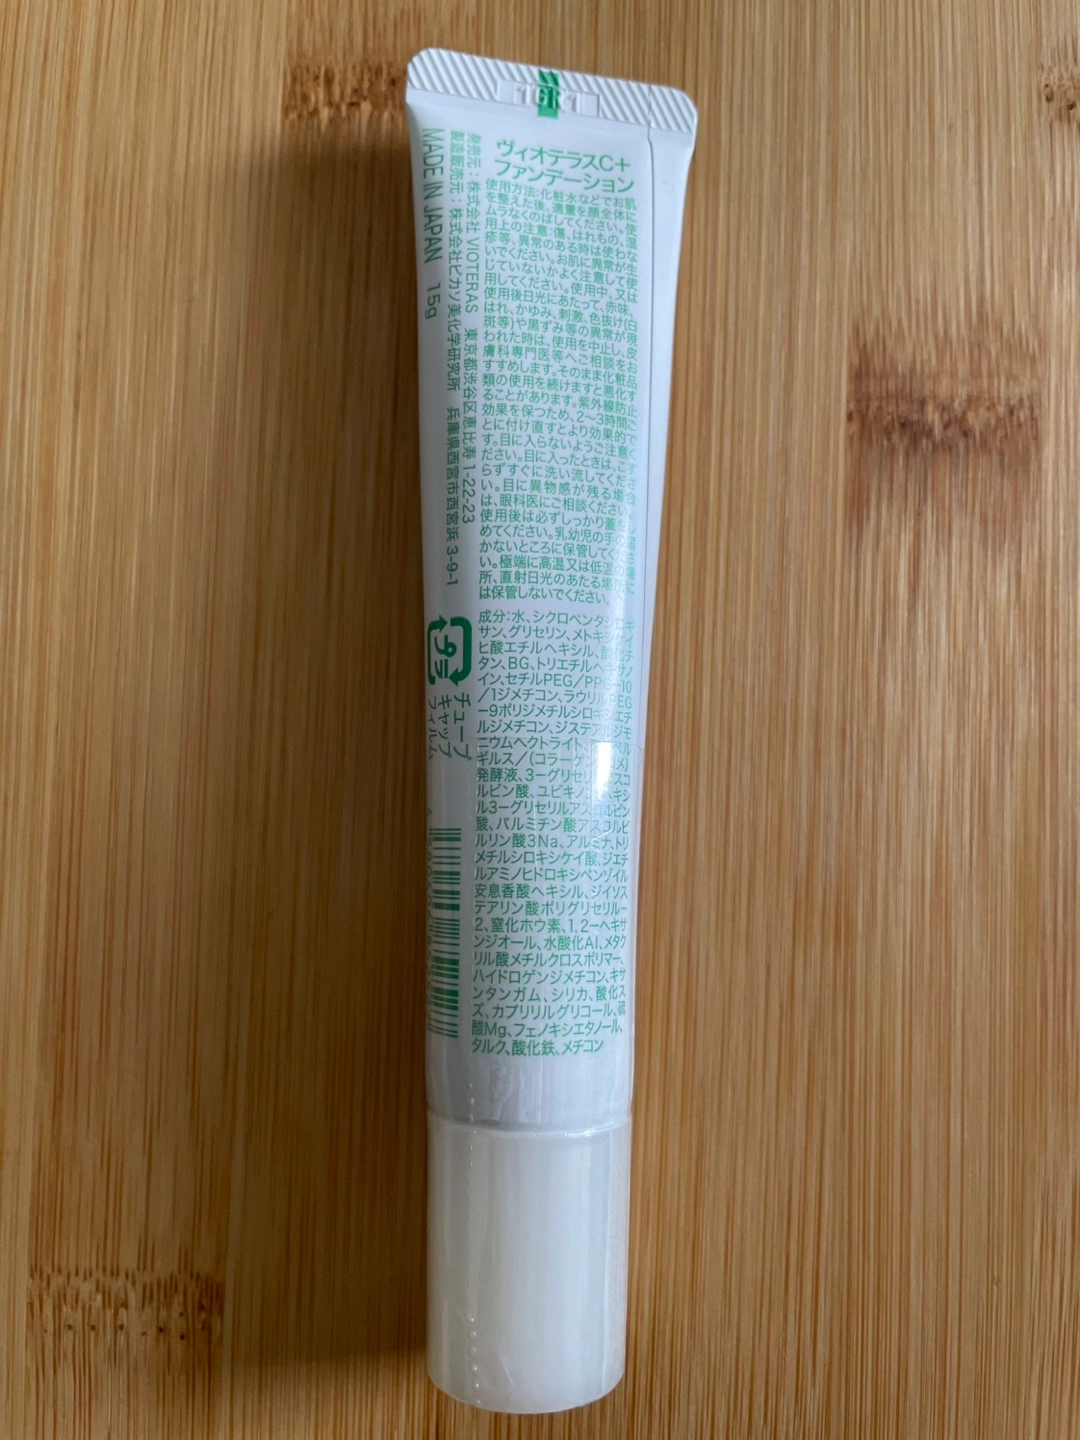 1GR1
ヴィオテラスC+
ファンデーション
使用方法:化粧水などでお肌
を整えた後、適量を顔全体に
ムラなくのばしてください。使
用上の注意:傷、はれもの、湿
疹等、異常のある時は使わな
いでください。お肌に異常が生
じていないかよく注意して使
用してください。使用中、又は
使用後日光にあたって、赤味、
はれ、かゆみ、刺激、色抜け(白
斑等)や黒ずみ等の異常が現
われた時は、使用を中止し、皮
膚科専門医等へご相談をお
すすめします。そのまま化粧品
類の使用を続けますと悪化す
ることがあります。紫外線防止
効果を保つため、2〜3時間ご
とに付け直すとより効果的で
す。目に入らないようご注意く
ださい。目に入ったときは、こす
らずすぐに洗い流してくださ
い。目に異物感が残る場合
は、眼科医にご相談ください。
使用後は必ずしっかり蓋をし
めてください。乳幼児の手の届
かないところに保管してくださ
い。極端に高温又は低温の場
所、直射日光のあたる場所に
は保管しないでください。
成分:水、シクロペンタシロキ
サン、グリセリン、メトキシケイ
ヒ酸エチルヘキシル、酸化チ
タン、BG、トリエチルヘキサノ
イン、セチルPEG/PPG-10
/1ジメチコン、ラウリルPEG
-9ポリジメチルシロキシエチ
ルジメチコン、ジステアルジモ
ニウムヘクトライト、
ギルス/(コラーゲン
発酵液、3-グリセリ
ルビン酸、ユビキノン
ル3-グリセリルアスコルビン
酸、パルミチン酸アスコルビ
ルリン酸3Na、アルミナ、トリ
メチルシロキシケイ酸、ジエチ
ルアミノヒドロキシベンゾイル
安息香酸ヘキシル、ジイソス
テアリン酸ポリグリセリル-
2、窒化ホウ素、1,2-ヘキサ
ンジオール、水酸化Al、メタク
リル酸メチルクロスポリマー、
ハイドロゲンジメチコン、キサ
ンタンガム、シリカ、酸化ス
ズ、カプリリルグリコール、硫
酸Mg、フェノキシエタノール、
タルク、酸化鉄、メチコン
発売元:株式会社 VIOTERAS 東京都渋谷区恵比寿 1-22-23
製造販売元:株式会社ピカソ美化学研究所 兵庫県西宮市西宮浜 3-9-1
MADE IN JAPAN 15g
プラ
チューブ
キャップ
フィルム